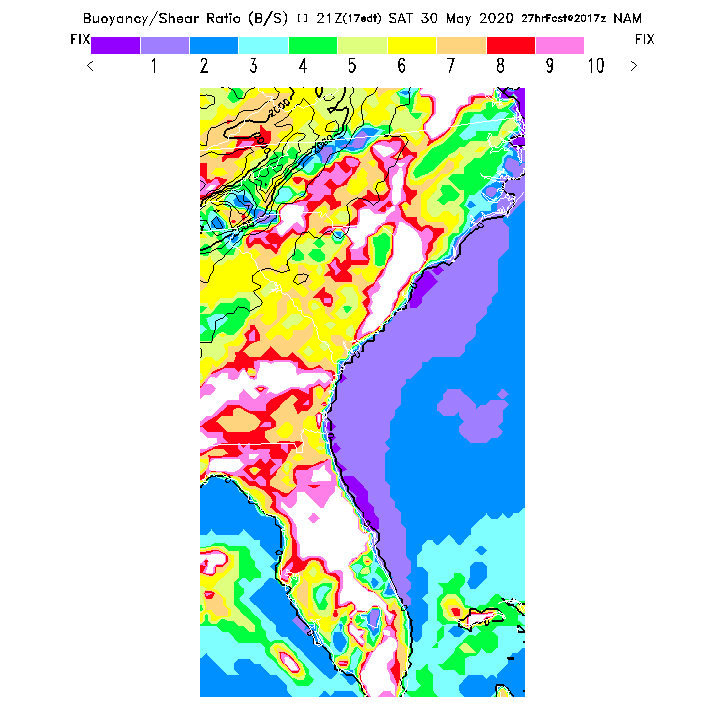 Buoyancy/Shear Ratio (B/S) [] 21Z(17edt) SAT 30 May 2020 27hrFcst@2017z NAM
FIX FIX
< 1 2 3 4 5 6 7 8 9 10 >
2000